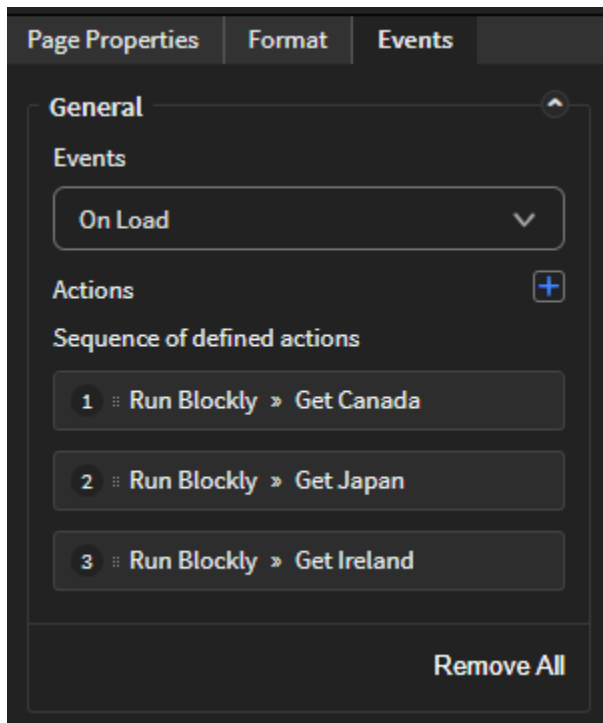 Page Properties Format Events
General
Events
On Load
Actions
Sequence of defined actions
1 Run Blockly » Get Canada
2 Run Blockly » Get Japan
3 Run Blockly » Get Ireland
Remove All